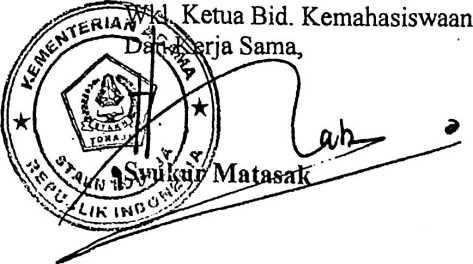 Wkl. Ketua Bid. Kemahasiswaan
Dan Kerja Sama,
KEMENTERIAN AGAMA
REPUBLIK INDONESIA
Syukur Matasak